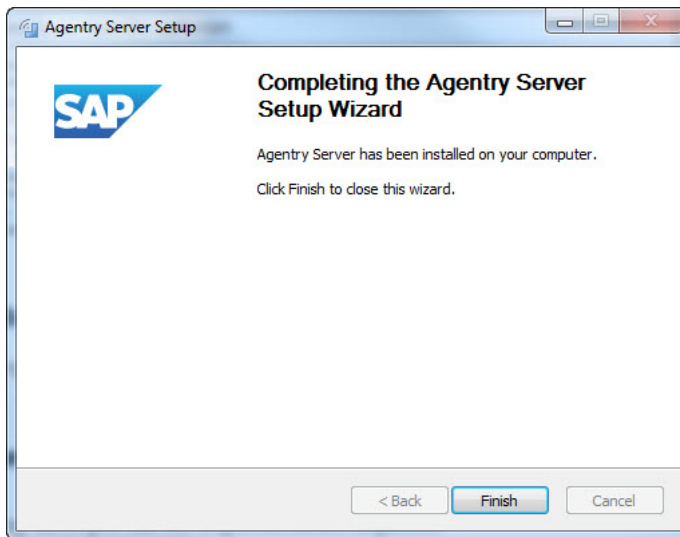 Agentry Server Setup
SAP
Completing the Agentry Server
Setup Wizard
Agentry Server has been installed on your computer.
Click Finish to close this wizard.
< Back
Finish
Cancel